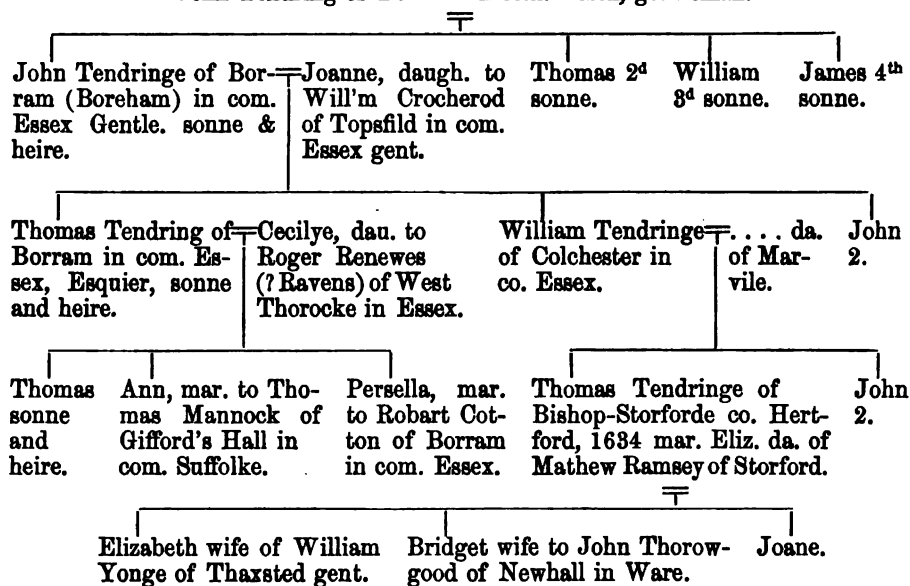 John Tendringe of Bor-
ram (Boreham) in com.
Essex Gentle. sonne &
heire.
Joanne, daugh. to
Will'm Crocherod
of Topsfild in com.
Essex gent.
Thomas 2d
sonne.
William
3d sonne.
James 4th
sonne.
Thomas Tendring of
Borram in com. Es-
sex, Esquier, sonne
and heire.
Cecilye, dau. to
Roger Renewes
(? Ravens) of West
Thorocke in Essex.
William Tendringe
of Colchester in
co. Essex.
.... da.
of Mar-
vile.
John
2.
Thomas
sonne
and
heire.
Ann, mar. to Tho-
mas Mannock of
Gifford's Hall in
com. Suffolke.
Persella, mar.
to Robart Cot-
ton of Borram
in com. Essex.
Thomas Tendringe of
Bishop-Storforde co. Hert-
ford, 1634 mar. Eliz. da. of
Mathew Ramsey of Storford.
John
2.
Elizabeth wife of William
Yonge of Thaxsted gent.
Bridget wife to John Thorow-
good of Newhall in Ware.
Joane.